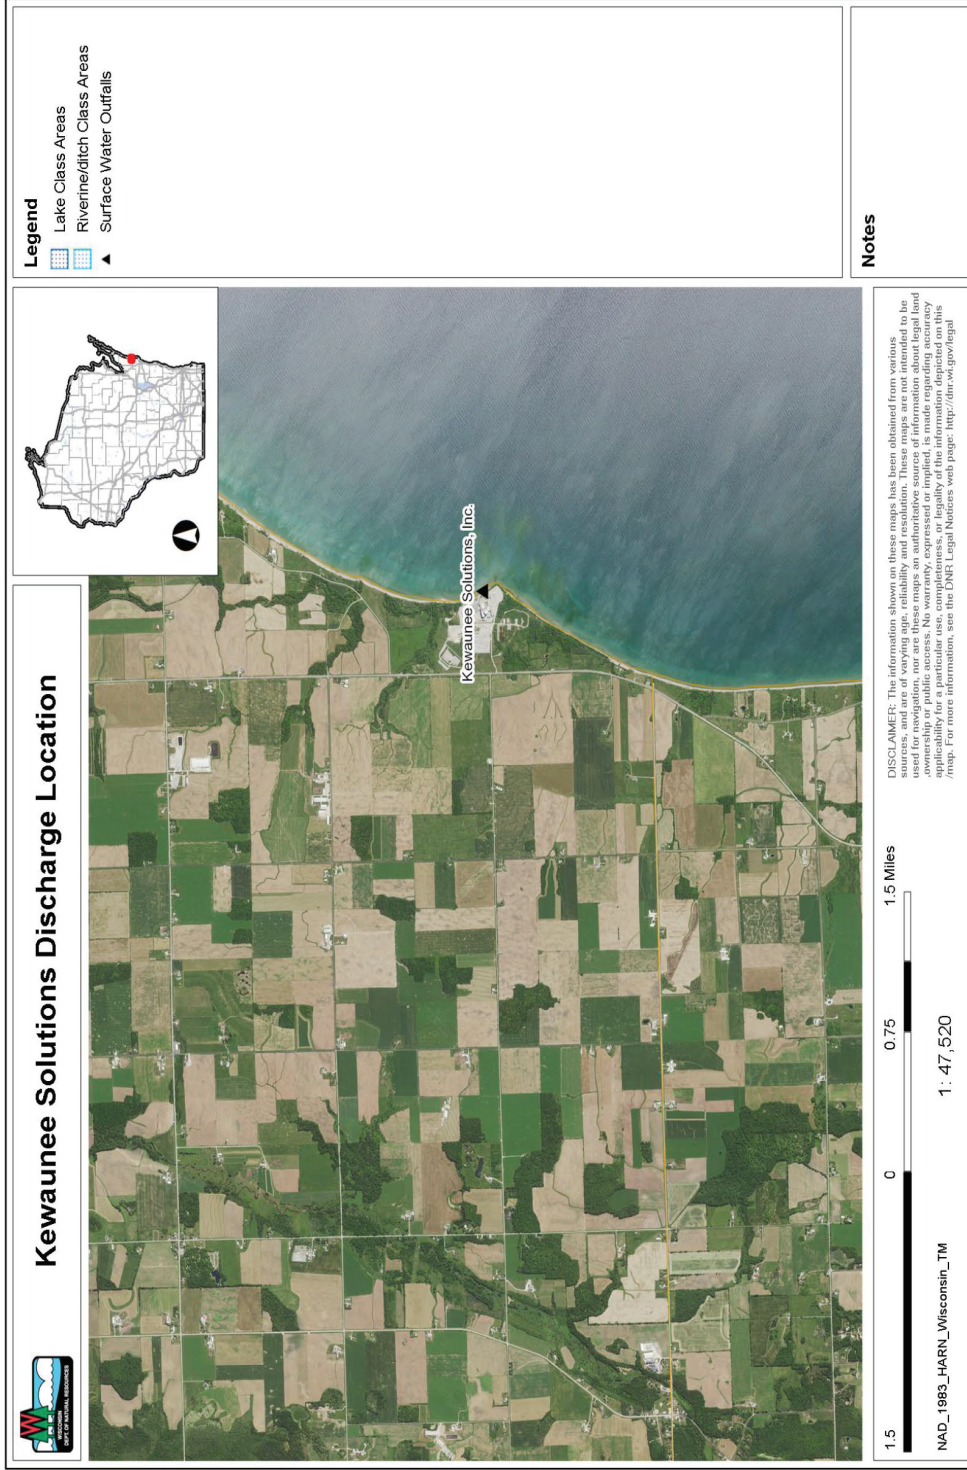 WISCONSIN
DEPT. OF NATURAL RESOURCES
Kewaunee Solutions Discharge Location
Legend
Lake Class Areas
Riverine/ditch Class Areas
Surface Water Outfalls
Kewaunee Solutions, Inc.
1.5
0
0.75
1.5 Miles
NAD_1983_HARN_Wisconsin_TM
1: 47,520
DISCLAIMER: The information shown on these maps has been obtained from various
sources, and are of varying age, reliability and resolution. These maps are not intended to be
used for navigation, nor are these maps an authoritative source of information about legal land
ownership or public access. No warranty, expressed or implied, is made regarding accuracy,
applicability for a particular use, completeness, or legality of the information depicted on this
map. For more information, see the DNR Legal Notices web page: http://dnr.wi.gov/legal/
Notes